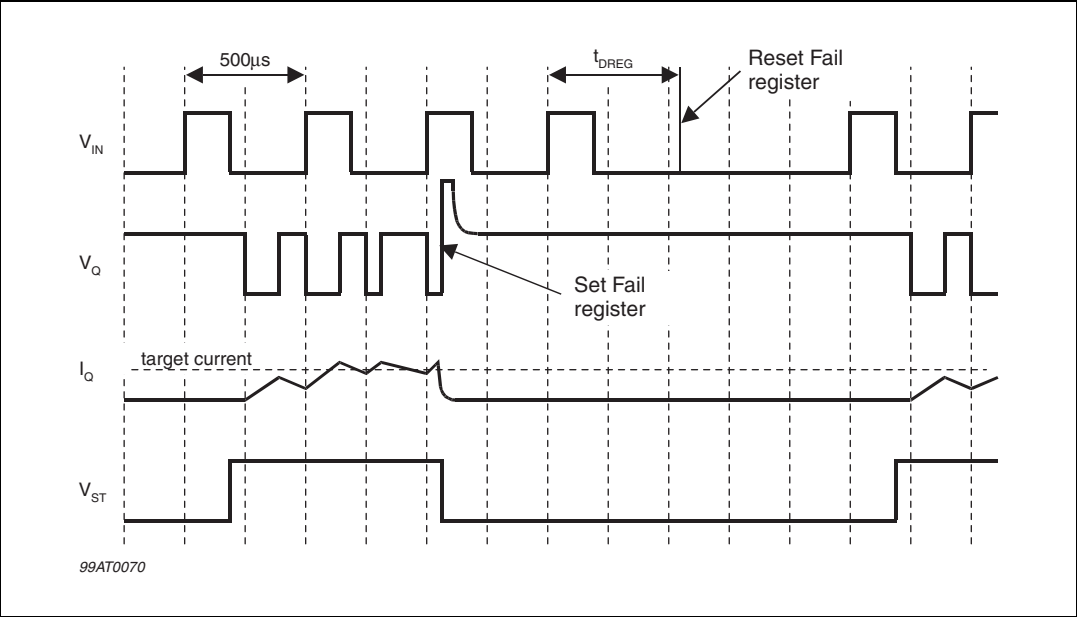 500μs
tDREG
Reset Fail
register
VIN
VQ
Set Fail
register
target current
IQ
VST
99AT0070